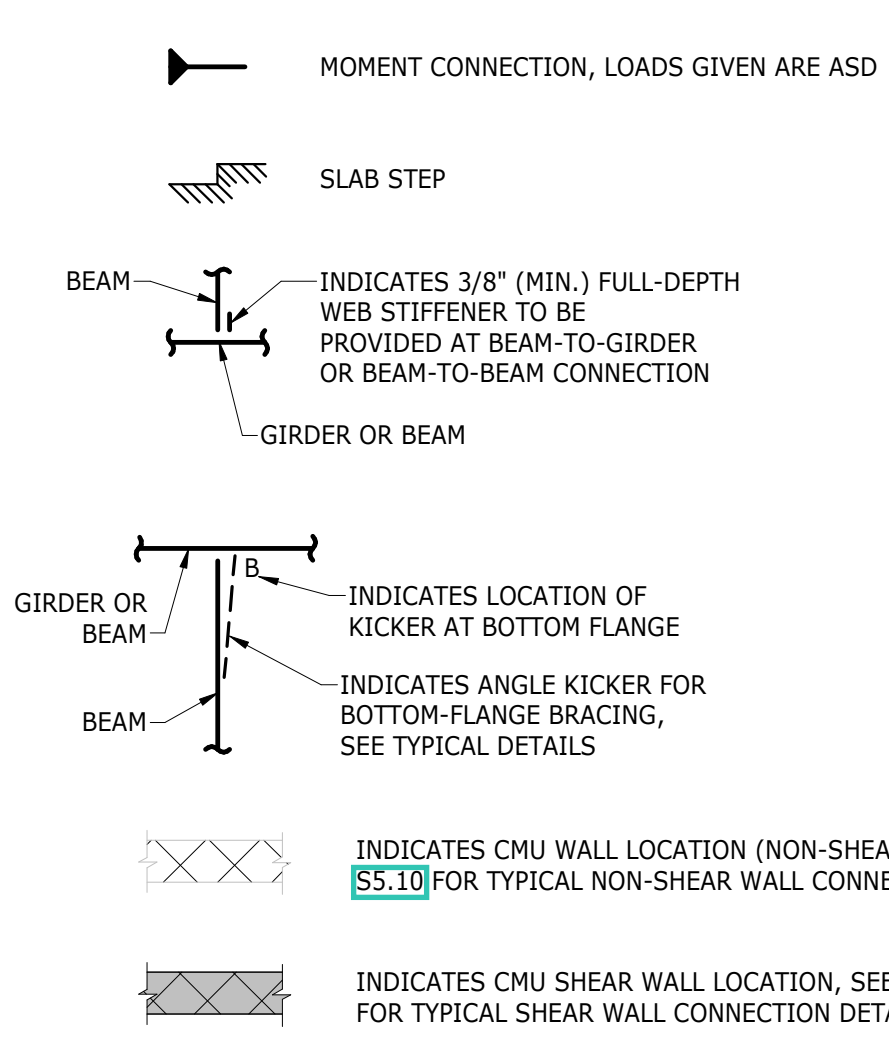 MOMENT CONNECTION, LOADS GIVEN ARE ASD
SLAB STEP
BEAM
INDICATES 3/8" (MIN.) FULL-DEPTH
WEB STIFFENER TO BE
PROVIDED AT BEAM-TO-GIRDER
OR BEAM-TO-BEAM CONNECTION
GIRDER OR BEAM
B
GIRDER OR
BEAM
INDICATES LOCATION OF
KICKER AT BOTTOM FLANGE
INDICATES ANGLE KICKER FOR
BOTTOM-FLANGE BRACING,
SEE TYPICAL DETAILS
BEAM
INDICATES CMU WALL LOCATION (NON-SHEA
S5.10 FOR TYPICAL NON-SHEAR WALL CONNE
INDICATES CMU SHEAR WALL LOCATION, SEE
FOR TYPICAL SHEAR WALL CONNECTION DETA